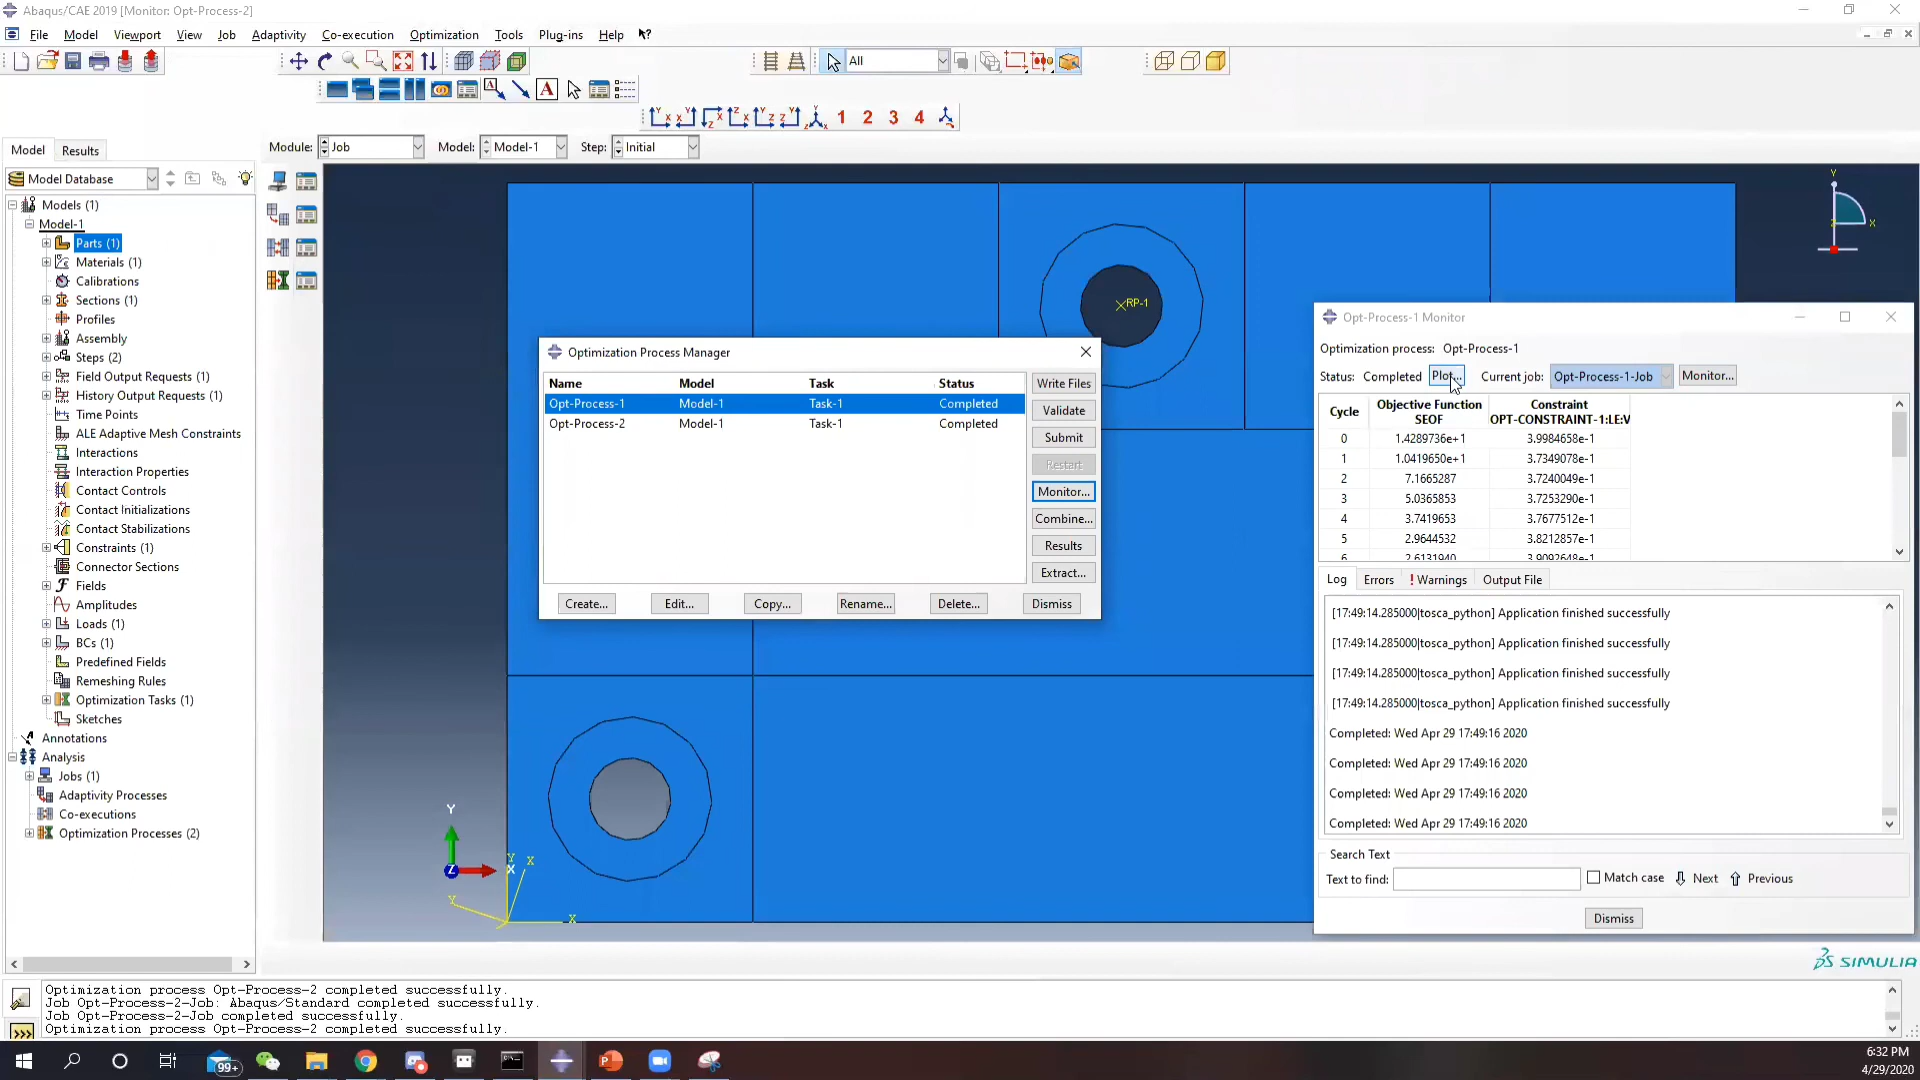 Abaqus/CAE 2019 [Monitor: Opt-Process-2]
File Model Viewport View Job Adaptivity Co-execution Optimization Tools Plug-ins Help
All
1 2 3 4
Module: Job Model: Model-1 Step: Initial
Model Results
Model Database
Models (1)
Model-1
Parts (1)
Materials (1)
Calibrations
Sections (1)
Profiles
Assembly
Steps (2)
Field Output Requests (1)
History Output Requests (1)
Time Points
ALE Adaptive Mesh Constraints
Interactions
Interaction Properties
Contact Controls
Contact Initializations
Contact Stabilizations
Constraints (1)
Connector Sections
Fields
Amplitudes
Loads (1)
BCs (1)
Predefined Fields
Remeshing Rules
Optimization Tasks (1)
Sketches
Annotations
Analysis
Jobs (1)
Adaptivity Processes
Co-executions
Optimization Processes (2)
RP-1
Y
X
Y
Z
X
Y
X
Y
X
Optimization Process Manager
Name Model Task Status
Opt-Process-1 Model-1 Task-1 Completed
Opt-Process-2 Model-1 Task-1 Completed
Write Files
Validate
Submit
Restart
Monitor...
Combine...
Results
Extract...
Create... Edit... Copy... Rename... Delete... Dismiss
Opt-Process-1 Monitor
Optimization process: Opt-Process-1
Status: Completed Plot... Current job: Opt-Process-1-Job Monitor...
Cycle Objective Function SEOF Constraint OPT-CONSTRAINT-1:LE:V
0 1.4289736e+1 3.9984658e-1
1 1.0419650e+1 3.7349078e-1
2 7.1665287 3.7240049e-1
3 5.0365853 3.7253290e-1
4 3.7419653 3.7677512e-1
5 2.9644532 3.8212857e-1
6 2.6131940 3.9092648e-1
Log Errors !Warnings Output File
[17:49:14.285000|tosca_python] Application finished successfully
[17:49:14.285000|tosca_python] Application finished successfully
[17:49:14.285000|tosca_python] Application finished successfully
[17:49:14.285000|tosca_python] Application finished successfully
Completed: Wed Apr 29 17:49:16 2020
Completed: Wed Apr 29 17:49:16 2020
Completed: Wed Apr 29 17:49:16 2020
Completed: Wed Apr 29 17:49:16 2020
Search Text
Text to find: Match case Next Previous
Dismiss
SIMULIA
Optimization process Opt-Process-2 completed successfully.
Job Opt-Process-2-Job: Abaqus/Standard completed successfully.
Job Opt-Process-2-Job completed successfully.
Optimization process Opt-Process-2 completed successfully.
>>>
99+
6:32 PM
4/29/2020